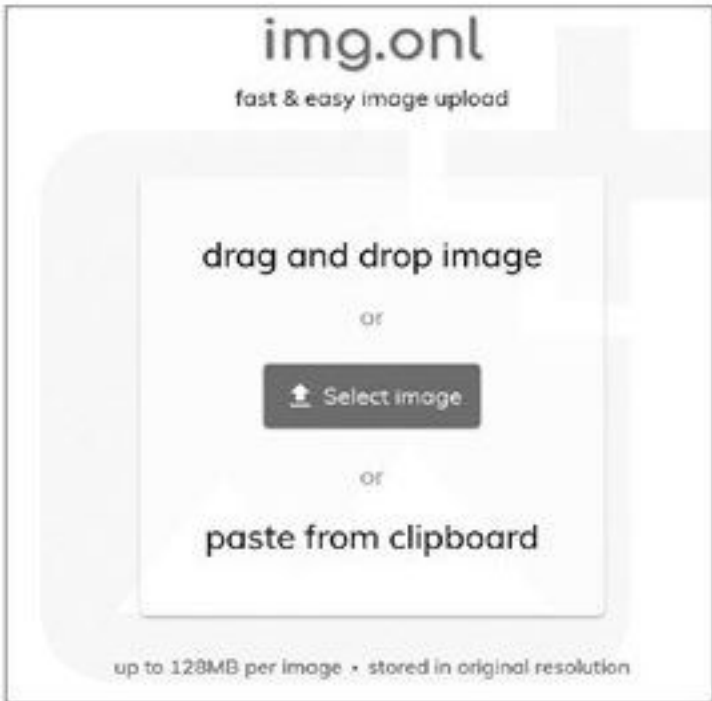 img.onl
fast & easy image upload
drag and drop image
or
Select image
or
paste from clipboard
up to 128MB per image • stored in original resolution